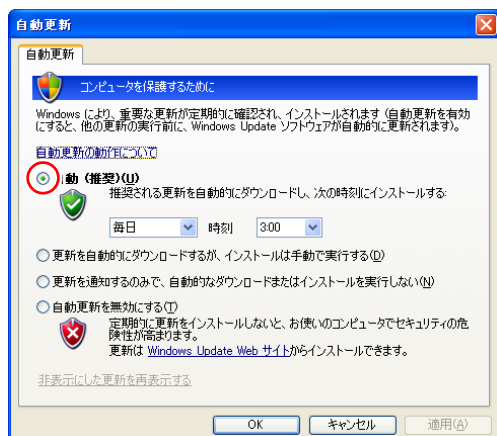 自動更新
自動更新
コンピュータを保護するために
Windows により、重要な更新が定期的に確認され、インストールされます (自動更新を有効
にすると、他の更新の実行前に、Windows Update ソフトウェアが自動的に更新されます)。
自動更新の動作について
動 (推奨)(U)
推奨される更新を自動的にダウンロードし、次の時刻にインストールする:
毎日 時刻 3:00
更新を自動的にダウンロードするが、インストールは手動で実行する(D)
更新を通知するのみで、自動的なダウンロードまたはインストールを実行しない(N)
自動更新を無効にする(T)
定期的に更新をインストールしないと、お使いのコンピュータでセキュリティの危
険性が高まります。
更新は Windows Update Web サイトからインストールできます。
非表示にした更新を再表示する
OK キャンセル 適用(A)